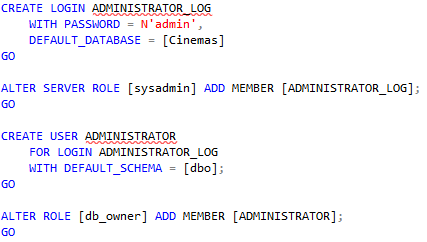 CREATE LOGIN ADMINISTRATOR_LOG
WITH PASSWORD = N'admin',
DEFAULT_DATABASE = [Cinemas]
GO
ALTER SERVER ROLE [sysadmin] ADD MEMBER [ADMINISTRATOR_LOG];
GO
CREATE USER ADMINISTRATOR
FOR LOGIN ADMINISTRATOR_LOG
WITH DEFAULT_SCHEMA = [dbo];
GO
ALTER ROLE [db_owner] ADD MEMBER [ADMINISTRATOR];
GO